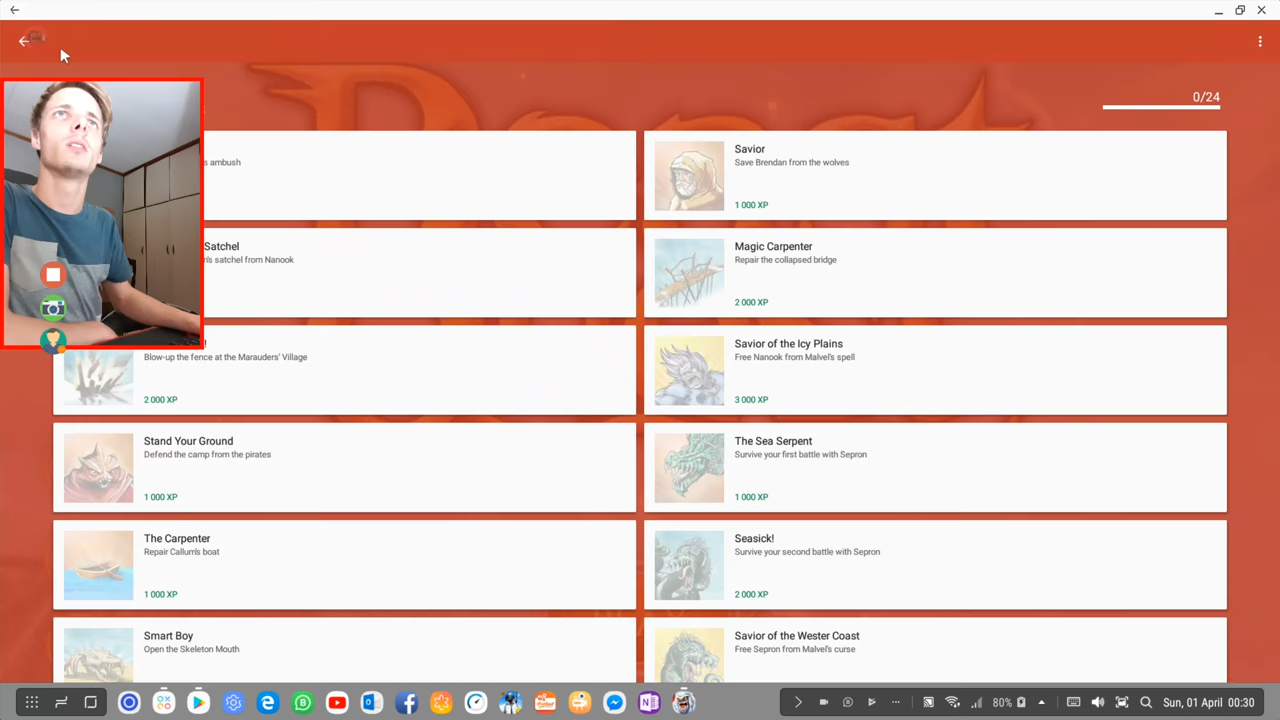 0/24
s ambush
Savior
Save Brendan from the wolves
1 000 XP
Satchel
n's satchel from Nanook
Magic Carpenter
Repair the collapsed bridge
2 000 XP
Blow-up the fence at the Marauders' Village
2 000 XP
Savior of the Icy Plains
Free Nanook from Malvel's spell
3 000 XP
Stand Your Ground
Defend the camp from the pirates
1 000 XP
The Sea Serpent
Survive your first battle with Sepron
1 000 XP
The Carpenter
Repair Callum's boat
1 000 XP
Seasick!
Survive your second battle with Sepron
2 000 XP
Smart Boy
Open the Skeleton Mouth
Savior of the Wester Coast
Free Sepron from Malvel's curse
80%
Sun, 01 April
00:30